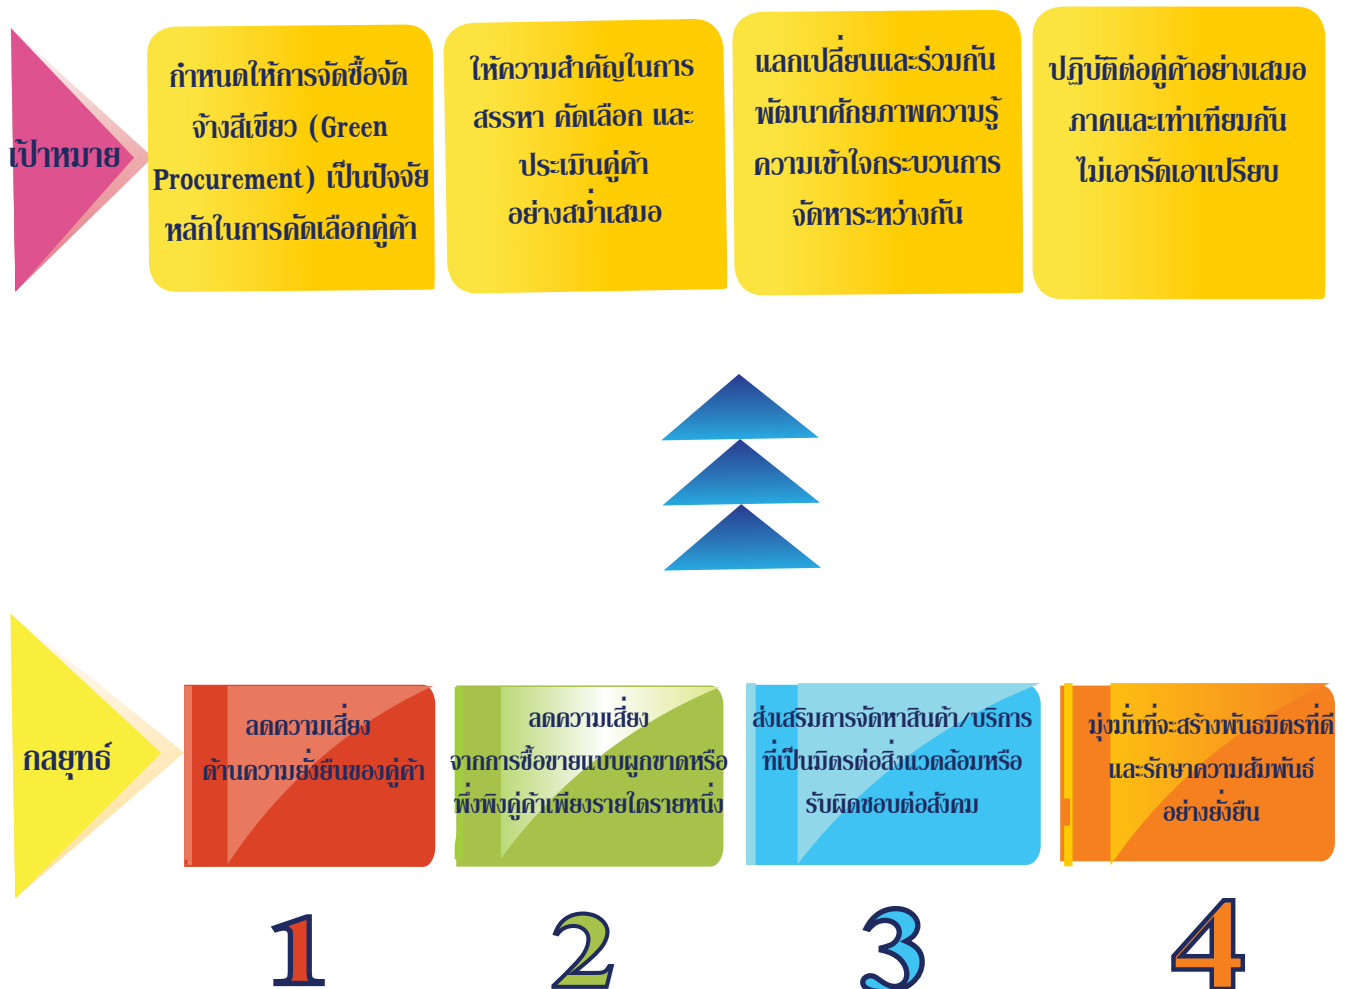 เป้าหมาย
กำหนดให้การจัดซื้อจัด
จ้างสีเขียว (Green
Procurement) เป็นปัจจัย
หลักในการคัดเลือกคู่ค้า
ให้ความสำคัญในการ
สรรหา คัดเลือก และ
ประเมินคู่ค้า
อย่างสม่ำเสมอ
แลกเปลี่ยนและร่วมกัน
พัฒนาศักยภาพความรู้
ความเข้าใจกระบวนการ
จัดหาระหว่างกัน
ปฏิบัติต่อคู่ค้าอย่างเสมอ
ภาคและเท่าเทียมกัน
ไม่เอารัดเอาเปรียบ
กลยุทธ์
ลดความเสี่ยง
ด้านความยั่งยืนของคู่ค้า
ลดความเสี่ยง
จากการซื้อขายแบบผูกขาดหรือ
พึ่งพิงคู่ค้าเพียงรายใดรายหนึ่ง
ส่งเสริมการจัดหาสินค้า/บริการ
ที่เป็นมิตรต่อสิ่งแวดล้อมหรือ
รับผิดชอบต่อสังคม
มุ่งมั่นที่จะสร้างพันธมิตรที่ดี
และรักษาความสัมพันธ์
อย่างยั่งยืน
1
2
3
4